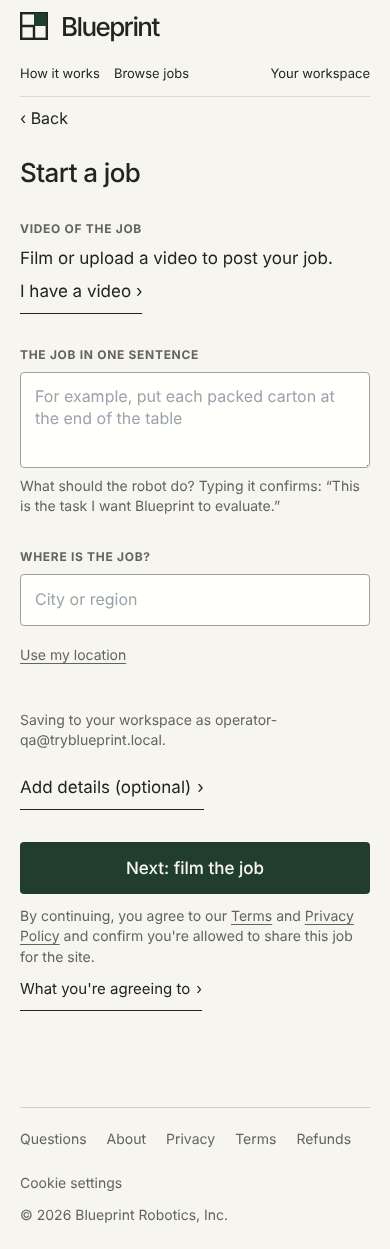 Blueprint
How it works Browse jobs Your workspace
‹ Back
Start a job
VIDEO OF THE JOB
Film or upload a video to post your job.
I have a video ›
THE JOB IN ONE SENTENCE
For example, put each packed carton at
the end of the table
What should the robot do? Typing it confirms: “This
is the task I want Blueprint to evaluate.”
WHERE IS THE JOB?
City or region
Use my location
Saving to your workspace as operator-
qa@tryblueprint.local.
Add details (optional) ›
Next: film the job
By continuing, you agree to our Terms and Privacy
Policy and confirm you're allowed to share this job
for the site.
What you're agreeing to ›
Questions About Privacy Terms Refunds
Cookie settings
© 2026 Blueprint Robotics, Inc.